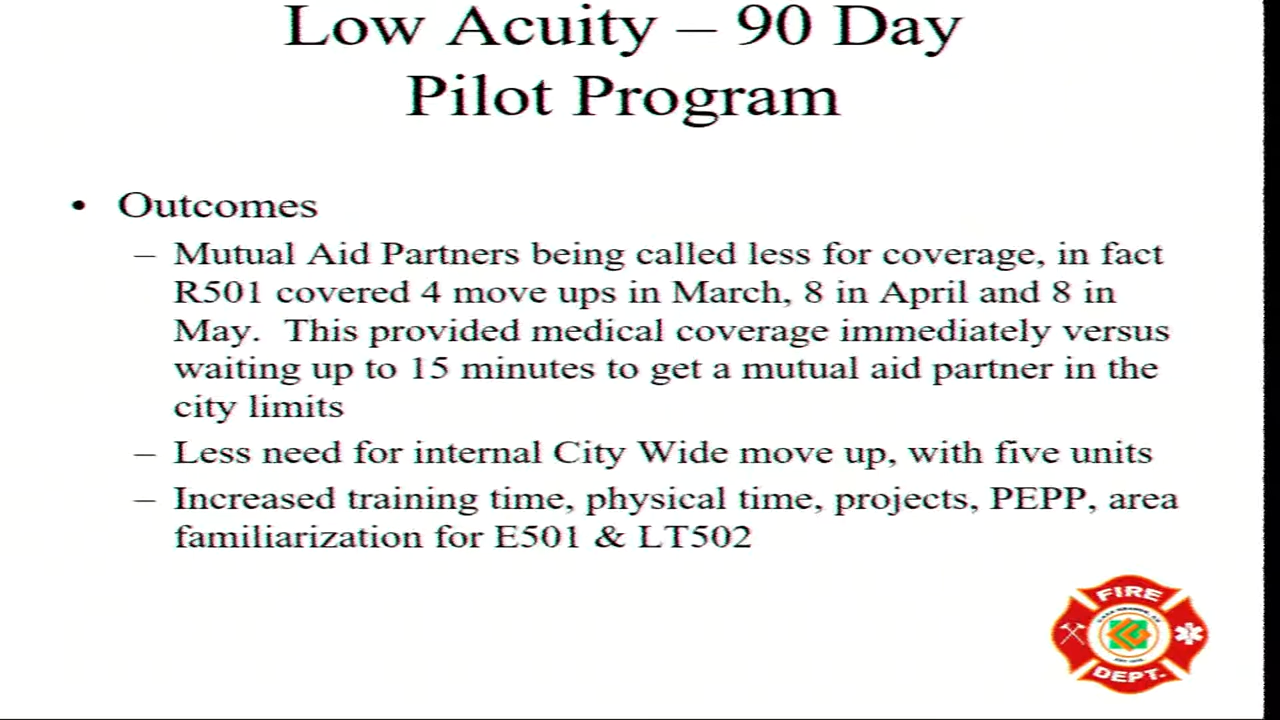 Low Acuity – 90 Day
Pilot Program
• Outcomes
– Mutual Aid Partners being called less for coverage, in fact
R501 covered 4 move ups in March, 8 in April and 8 in
May.  This provided medical coverage immediately versus
waiting up to 15 minutes to get a mutual aid partner in the
city limits
– Less need for internal City Wide move up, with five units
– Increased training time, physical time, projects, PEPP, area
familiarization for E501 & LT502
FIRE
DEPT.